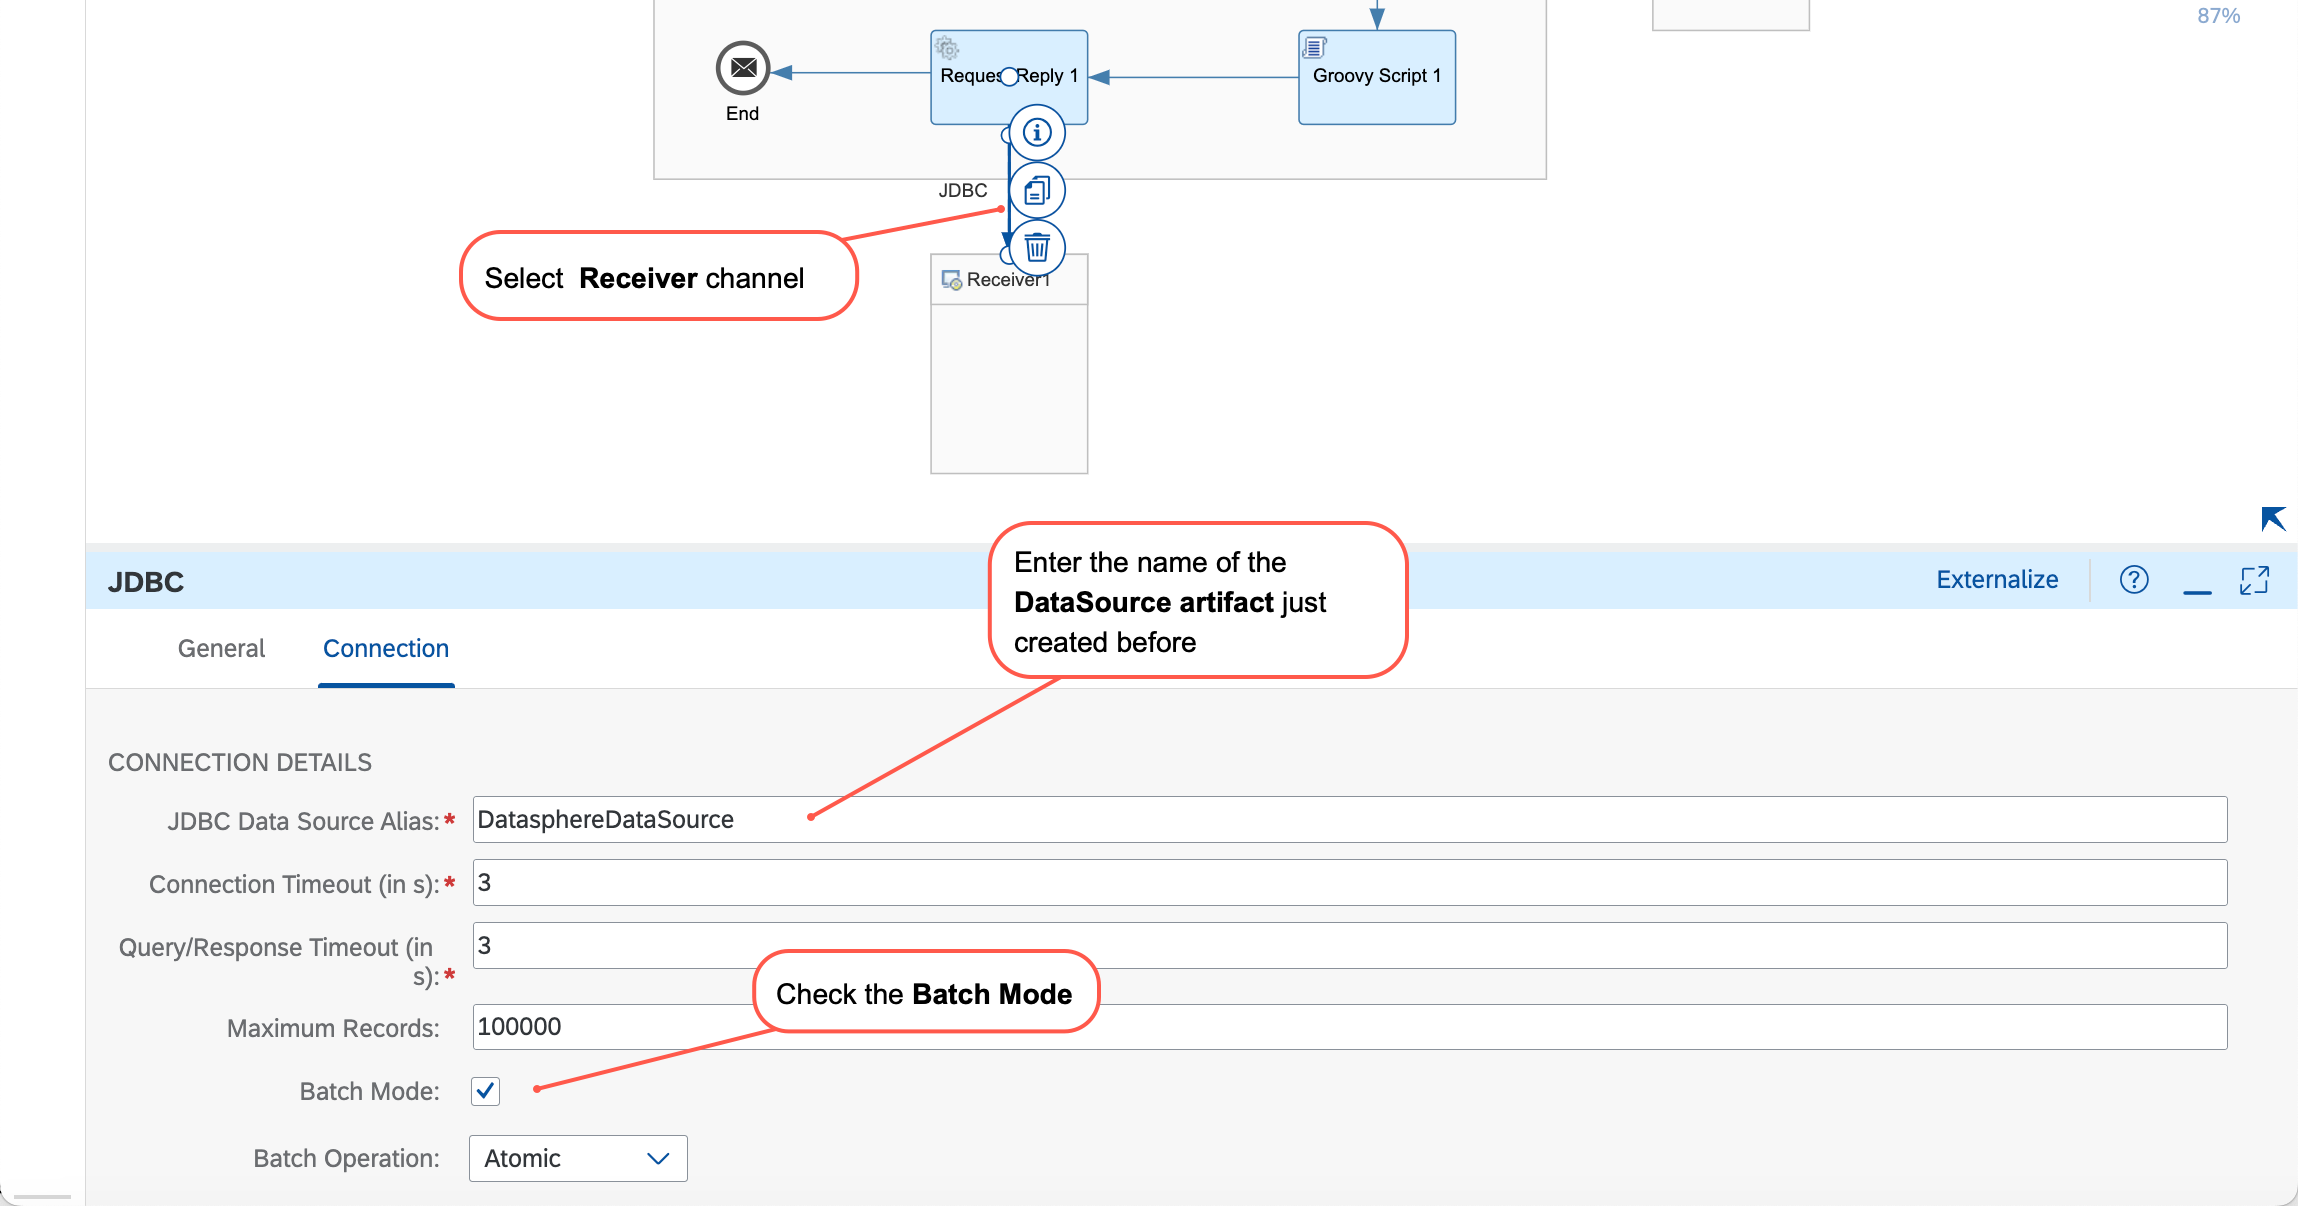 87%
Request Reply 1
Groovy Script 1
End
JDBC
Select Receiver channel
Receiver1
Enter the name of the
DataSource artifact just
created before
JDBC
Externalize
General
Connection
CONNECTION DETAILS
JDBC Data Source Alias:*
DatasphereDataSource
Connection Timeout (in s):*
3
Query/Response Timeout (in
s):*
3
Check the Batch Mode
Maximum Records:
100000
Batch Mode:
Batch Operation:
Atomic